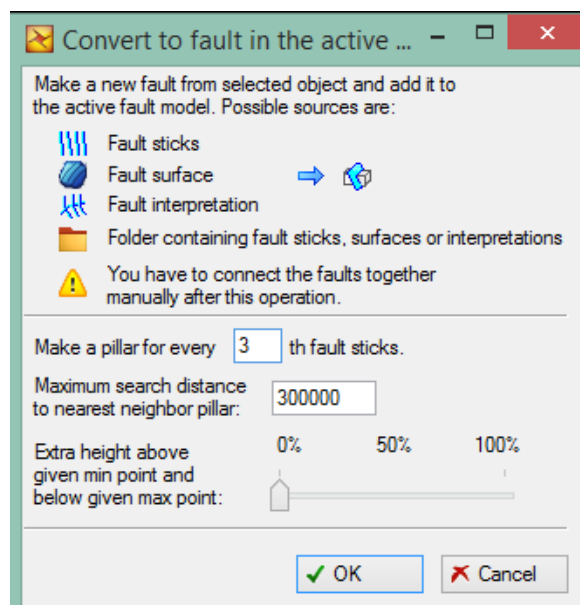 Convert to fault in the active ...
Make a new fault from selected object and add it to
the active fault model. Possible sources are:
Fault sticks
Fault surface
Fault interpretation
Folder containing fault sticks, surfaces or interpretations
You have to connect the faults together
manually after this operation.
Make a pillar for every 3 th fault sticks.
Maximum search distance
to nearest neighbor pillar: 300000
0% 50% 100%
Extra height above
given min point and
below given max point:
OK Cancel